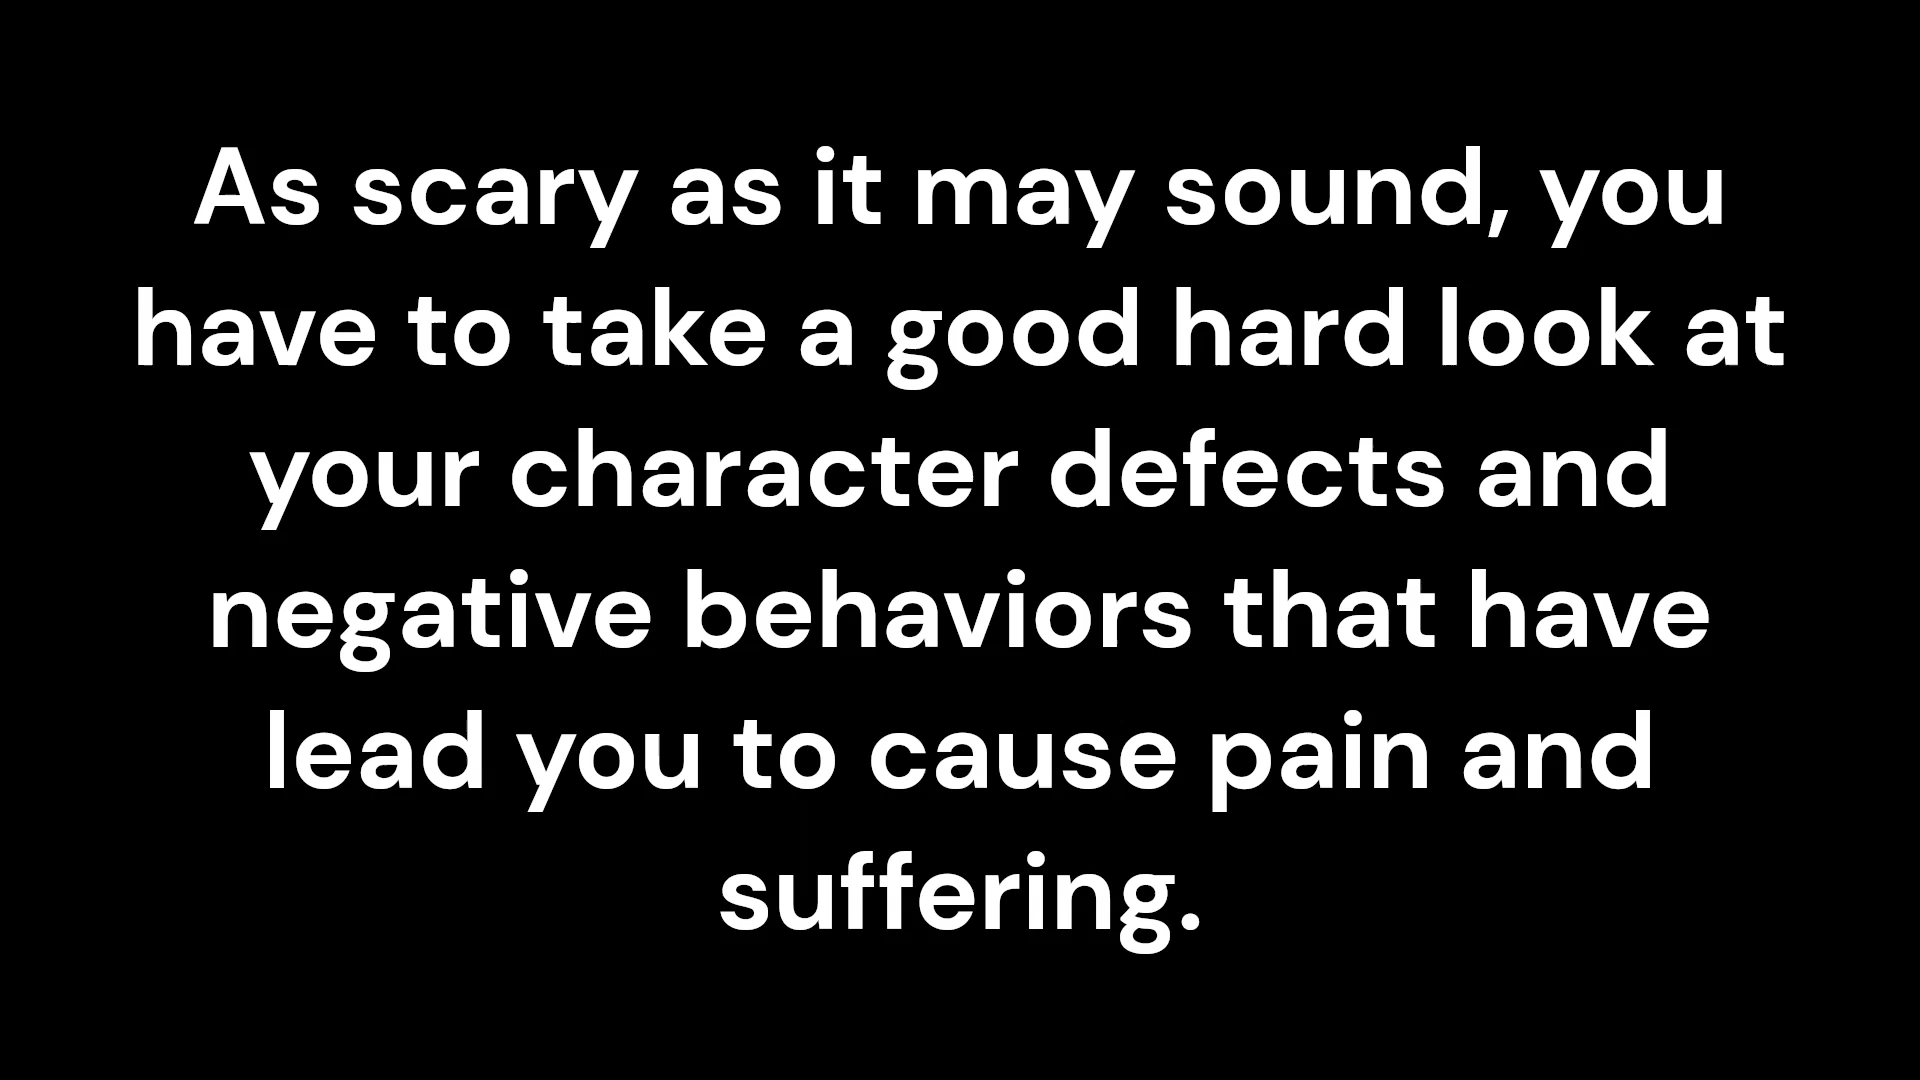 As scary as it may sound, you
have to take a good hard look at
your character defects and
negative behaviors that have
lead you to cause pain and
suffering.